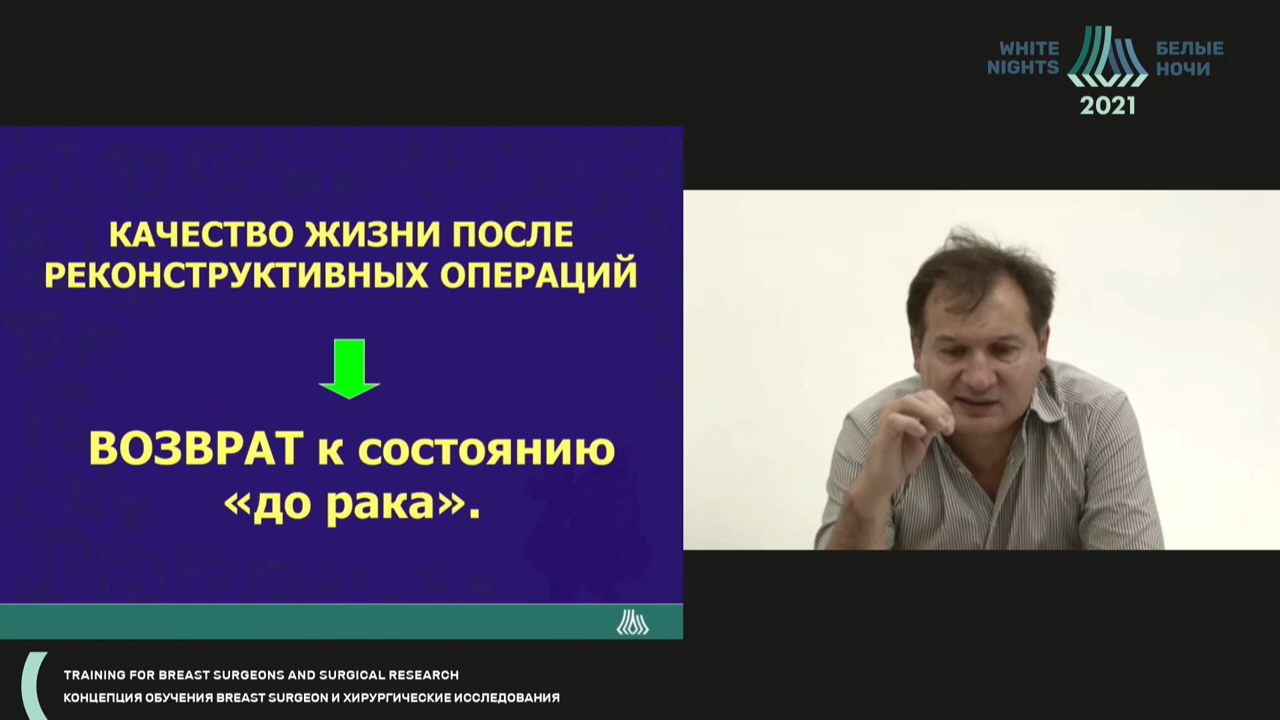 WHITE
NIGHTS
БЕЛЫЕ
НОЧИ
2021
КАЧЕСТВО ЖИЗНИ ПОСЛЕ
РЕКОНСТРУКТИВНЫХ ОПЕРАЦИЙ
ВОЗВРАТ к состоянию
«до рака».
TRAINING FOR BREAST SURGEONS AND SURGICAL RESEARCH
КОНЦЕПЦИЯ ОБУЧЕНИЯ BREAST SURGEON И ХИРУРГИЧЕСКИЕ ИССЛЕДОВАНИЯ